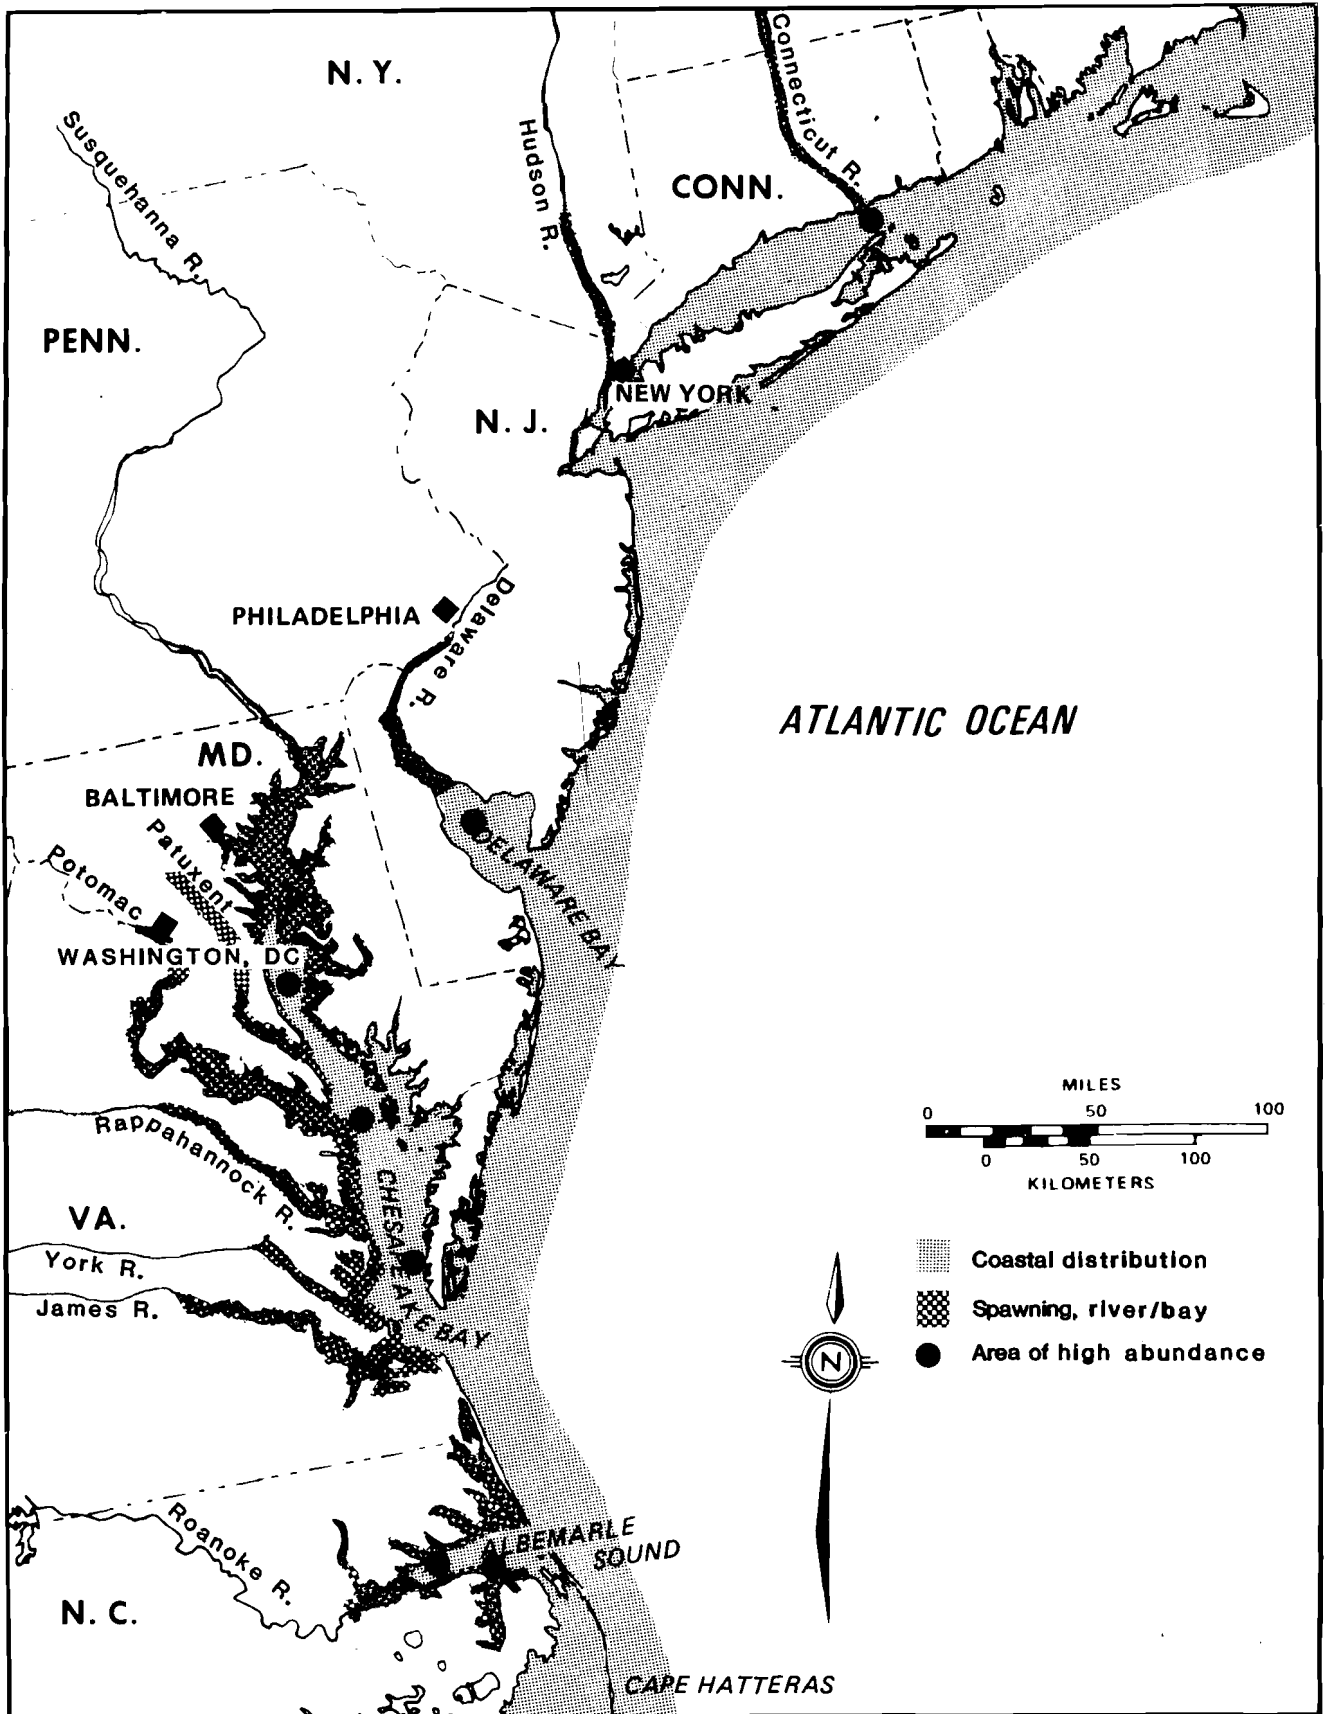 N. Y.
Connecticut R.
Susquehanna R.
Hudson R.
CONN.
PENN.
NEW YORK
N. J.
PHILADELPHIA
Delaware R.
ATLANTIC OCEAN
MD.
BALTIMORE
Patuxent
Potomac
DELAWARE BAY
WASHINGTON, DC
MILES
0 50 100
0 50 100
KILOMETERS
Rappahannock R.
CHESAPEAKE BAY
VA.
York R.
James R.
Coastal distribution
Spawning, river/bay
Area of high abundance
N
Roanoke R.
ALBEMARLE
SOUND
N. C.
CAPE HATTERAS